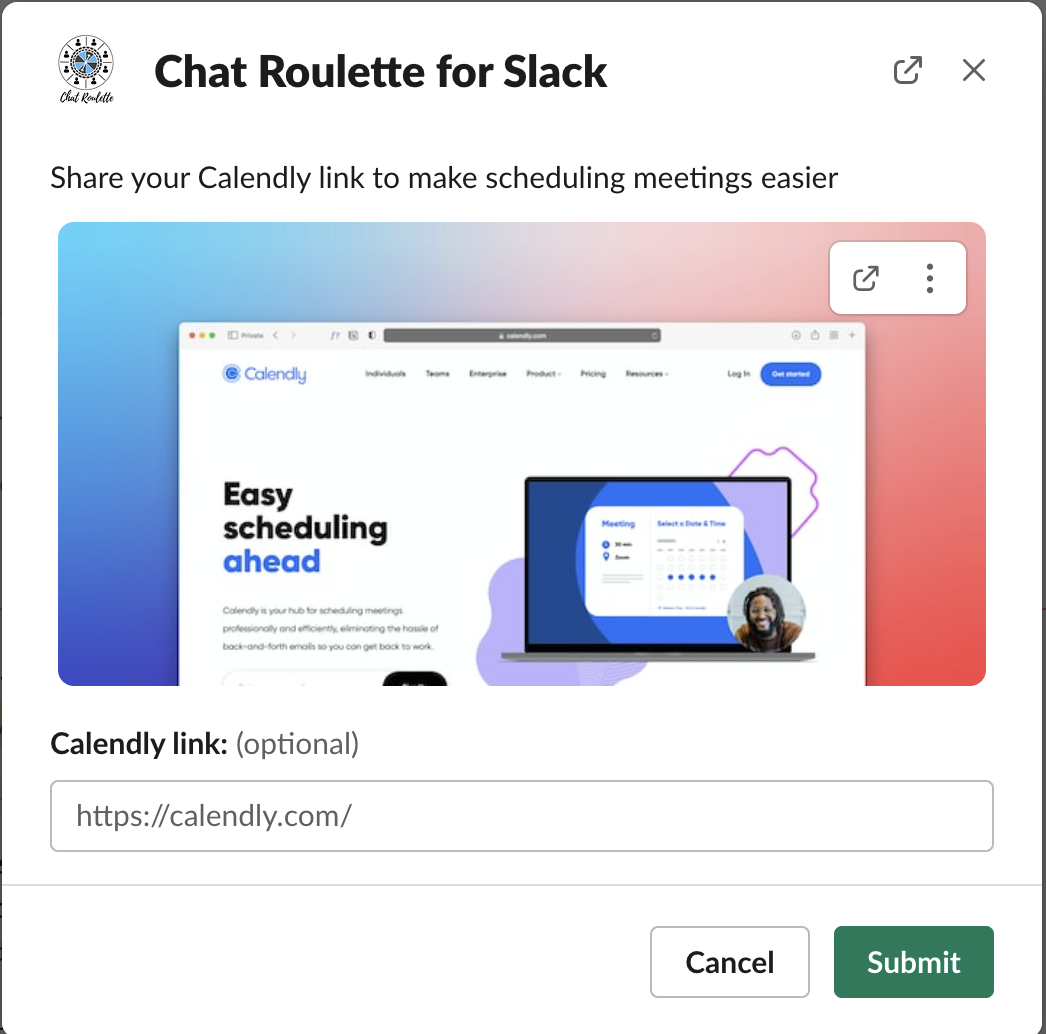 Chat Roulette
Chat Roulette for Slack
Share your Calendly link to make scheduling meetings easier
Private
calendly.com
Calendly
Individuals
Teams
Enterprise
Product
Pricing
Resources
Log In
Get started
Easy
scheduling
ahead
Calendly is your hub for scheduling meetings
professionally and efficiently, eliminating the hassle of
back-and-forth emails so you can get back to work.
Meeting
30 min
Zoom
Select a Date & Time
Calendly link: (optional)
https://calendly.com/
Cancel
Submit